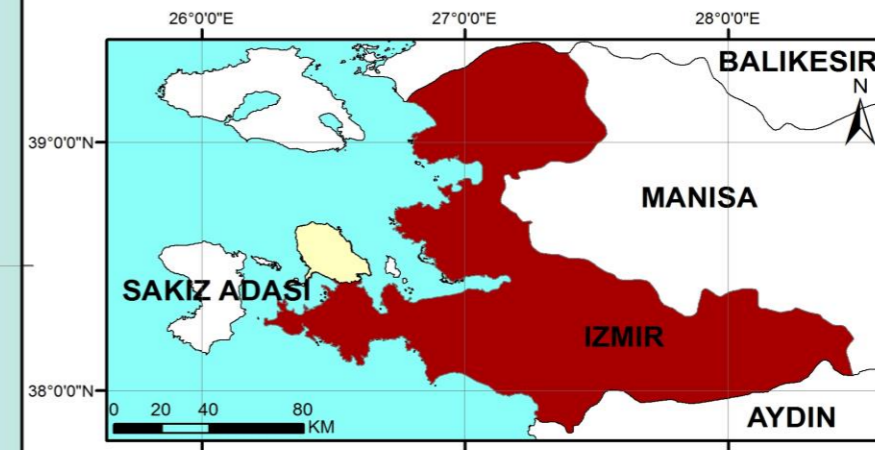 26°0'0"E 27°0'0"E 28°0'0"E
BALIKESIR
N
39°0'0"N
MANISA
SAKIZ ADASI
IZMIR
38°0'0"N
0 20 40 80
KM
AYDIN